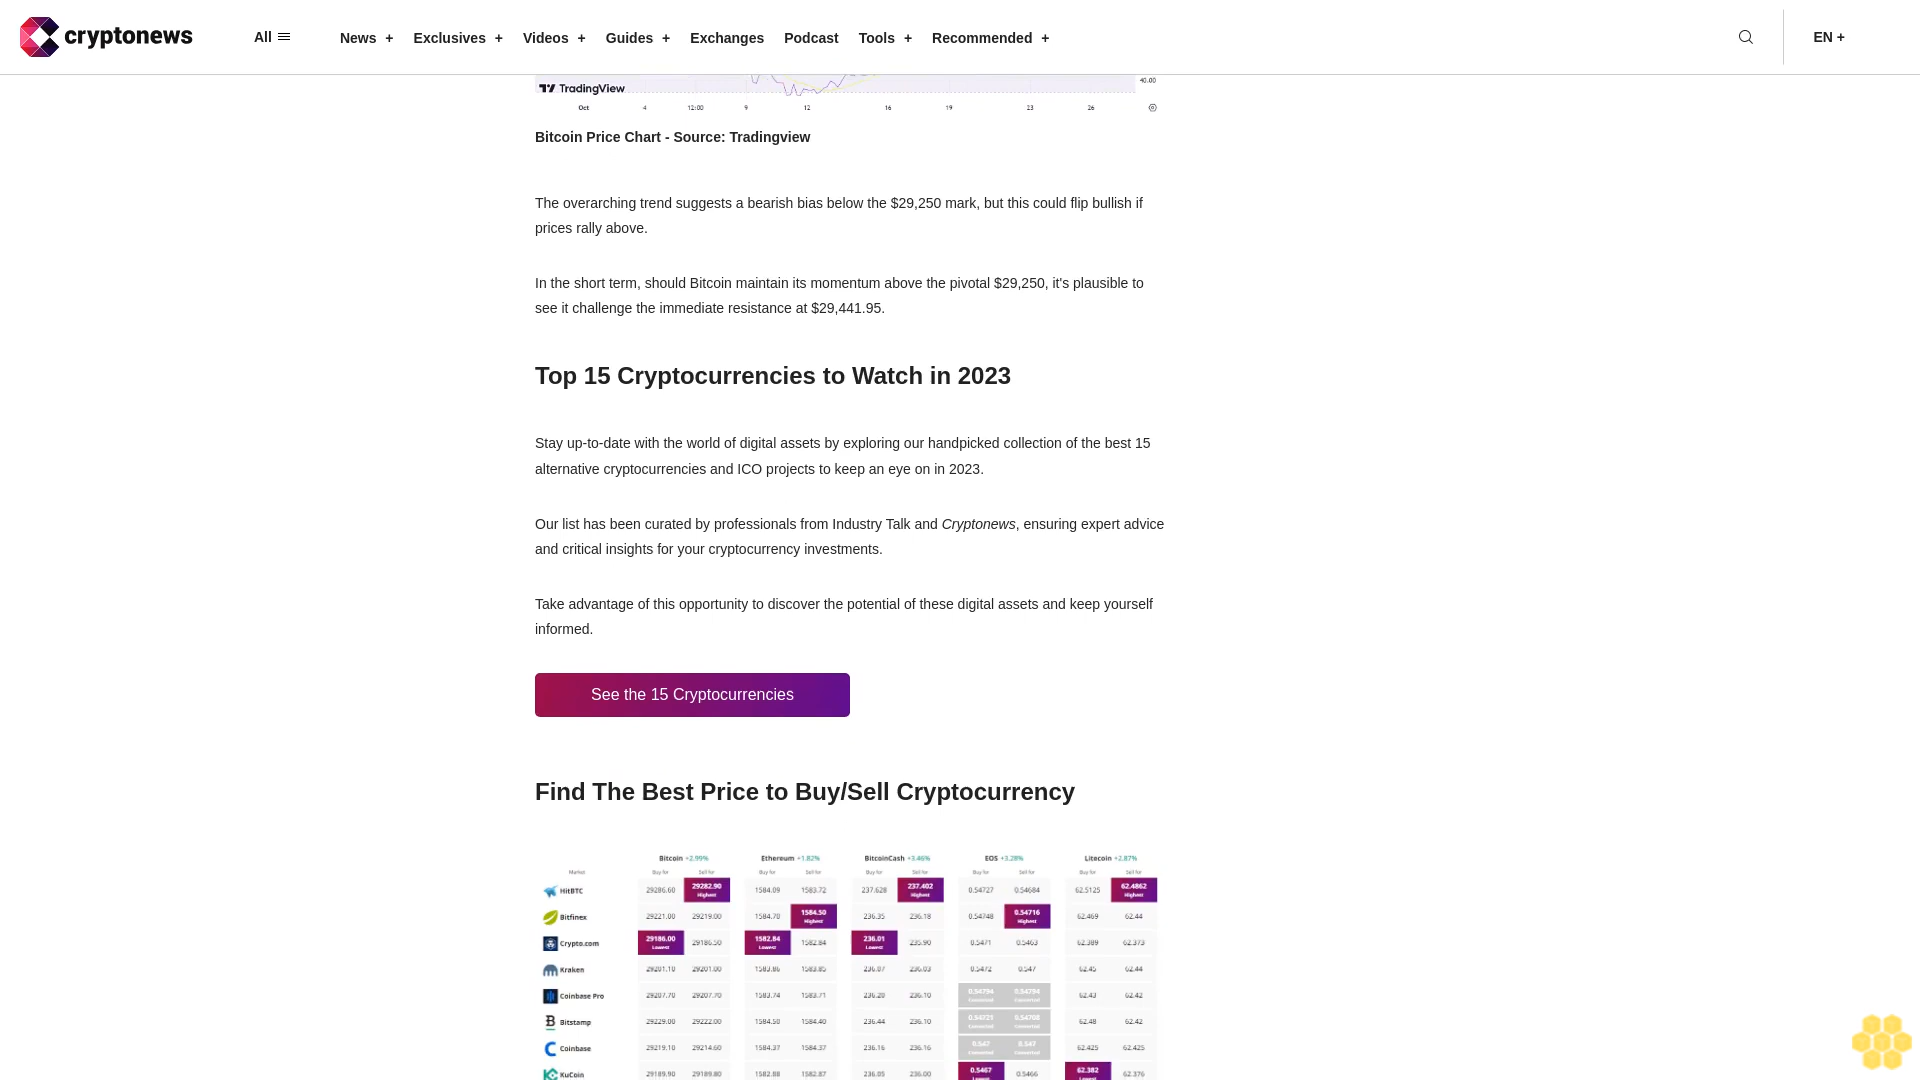 cryptonews
All
News + Exclusives + Videos + Guides + Exchanges Podcast Tools + Recommended +
EN +
40.00
TradingView
Oct 4 12:00 9 12 16 19 23 26
Bitcoin Price Chart - Source: Tradingview
The overarching trend suggests a bearish bias below the $29,250 mark, but this could flip bullish if
prices rally above.
In the short term, should Bitcoin maintain its momentum above the pivotal $29,250, it's plausible to
see it challenge the immediate resistance at $29,441.95.
Top 15 Cryptocurrencies to Watch in 2023
Stay up-to-date with the world of digital assets by exploring our handpicked collection of the best 15
alternative cryptocurrencies and ICO projects to keep an eye on in 2023.
Our list has been curated by professionals from Industry Talk and Cryptonews, ensuring expert advice
and critical insights for your cryptocurrency investments.
Take advantage of this opportunity to discover the potential of these digital assets and keep yourself
informed.
See the 15 Cryptocurrencies
Find The Best Price to Buy/Sell Cryptocurrency
Bitcoin +2.99% Ethereum +1.82% BitcoinCash +3.46% EOS +3.28% Litecoin +2.87%
Market Buy for Sell for Buy for Sell for Buy for Sell for Buy for Sell for Buy for Sell for
HitBTC 29286.60 29282.90 Highest 1584.09 1583.72 237.628 237.402 Highest 0.54727 0.54684 62.5125 62.4862 Highest
Bitfinex 29221.00 29219.00 1584.70 1584.50 Highest 236.35 236.18 0.54748 0.54716 Highest 62.469 62.44
Crypto.com 29186.00 Lowest 29186.50 1582.84 Lowest 1582.84 236.01 Lowest 235.90 0.5471 0.5463 62.389 62.373
Kraken 29201.10 29201.00 1583.86 1583.85 236.07 236.03 0.5472 0.547 62.45 62.44
Coinbase Pro 29207.70 29207.70 1583.74 1583.71 236.20 236.10 0.54794 Converted 0.54794 Converted 62.43 62.42
Bitstamp 29229.00 29222.00 1584.50 1584.40 236.44 236.10 0.54721 Converted 0.54708 Converted 62.48 62.42
Coinbase 29219.10 29214.60 1584.37 1584.37 236.16 236.16 0.547 Converted 0.547 Converted 62.425 62.425
KuCoin 29189.90 29189.80 1582.88 1582.87 236.05 236.00 0.5467 Lowest 0.5466 62.382 Lowest 62.376